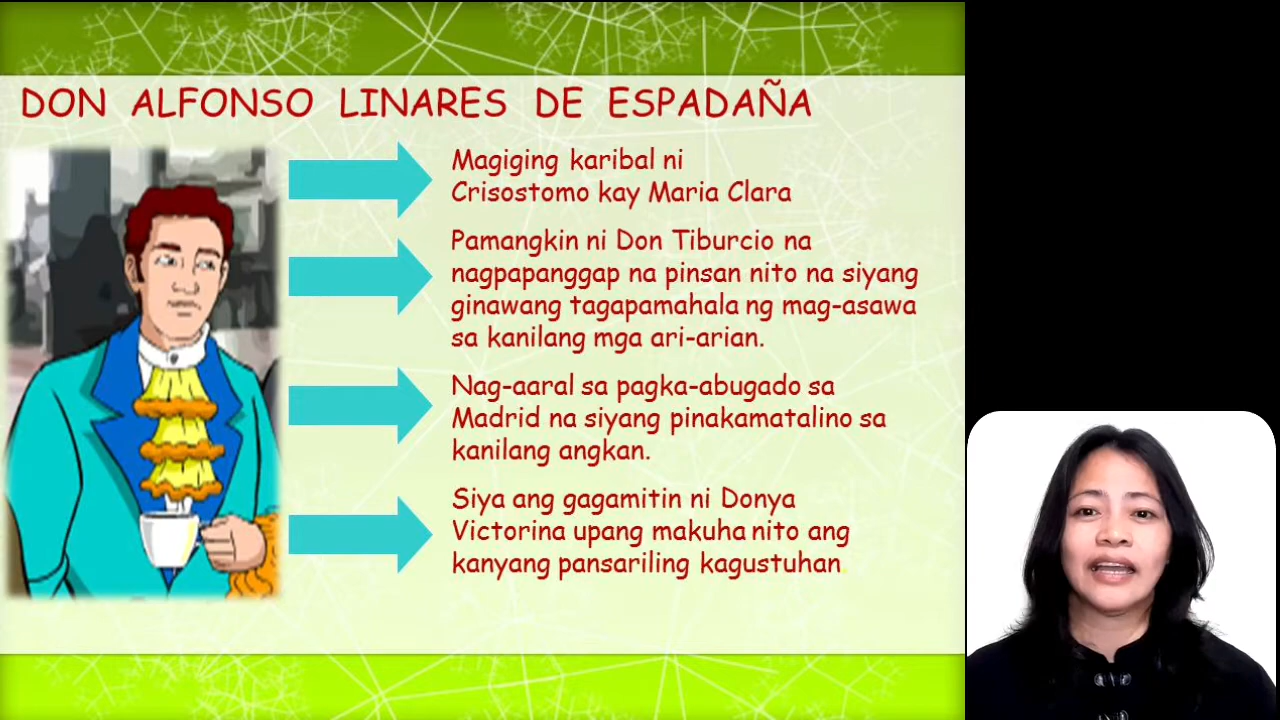 DON ALFONSO LINARES DE ESPADAÑA
Magiging karibal ni
Crisostomo kay Maria Clara
Pamangkin ni Don Tiburcio na
nagpapanggap na pinsan nito na siyang
ginawang tagapamahala ng mag-asawa
sa kanilang mga ari-arian.
Nag-aaral sa pagka-abugado sa
Madrid na siyang pinakamatalino sa
kanilang angkan.
Siya ang gagamitin ni Donya
Victorina upang makuha nito ang
kanyang pansariling kagustuhan.